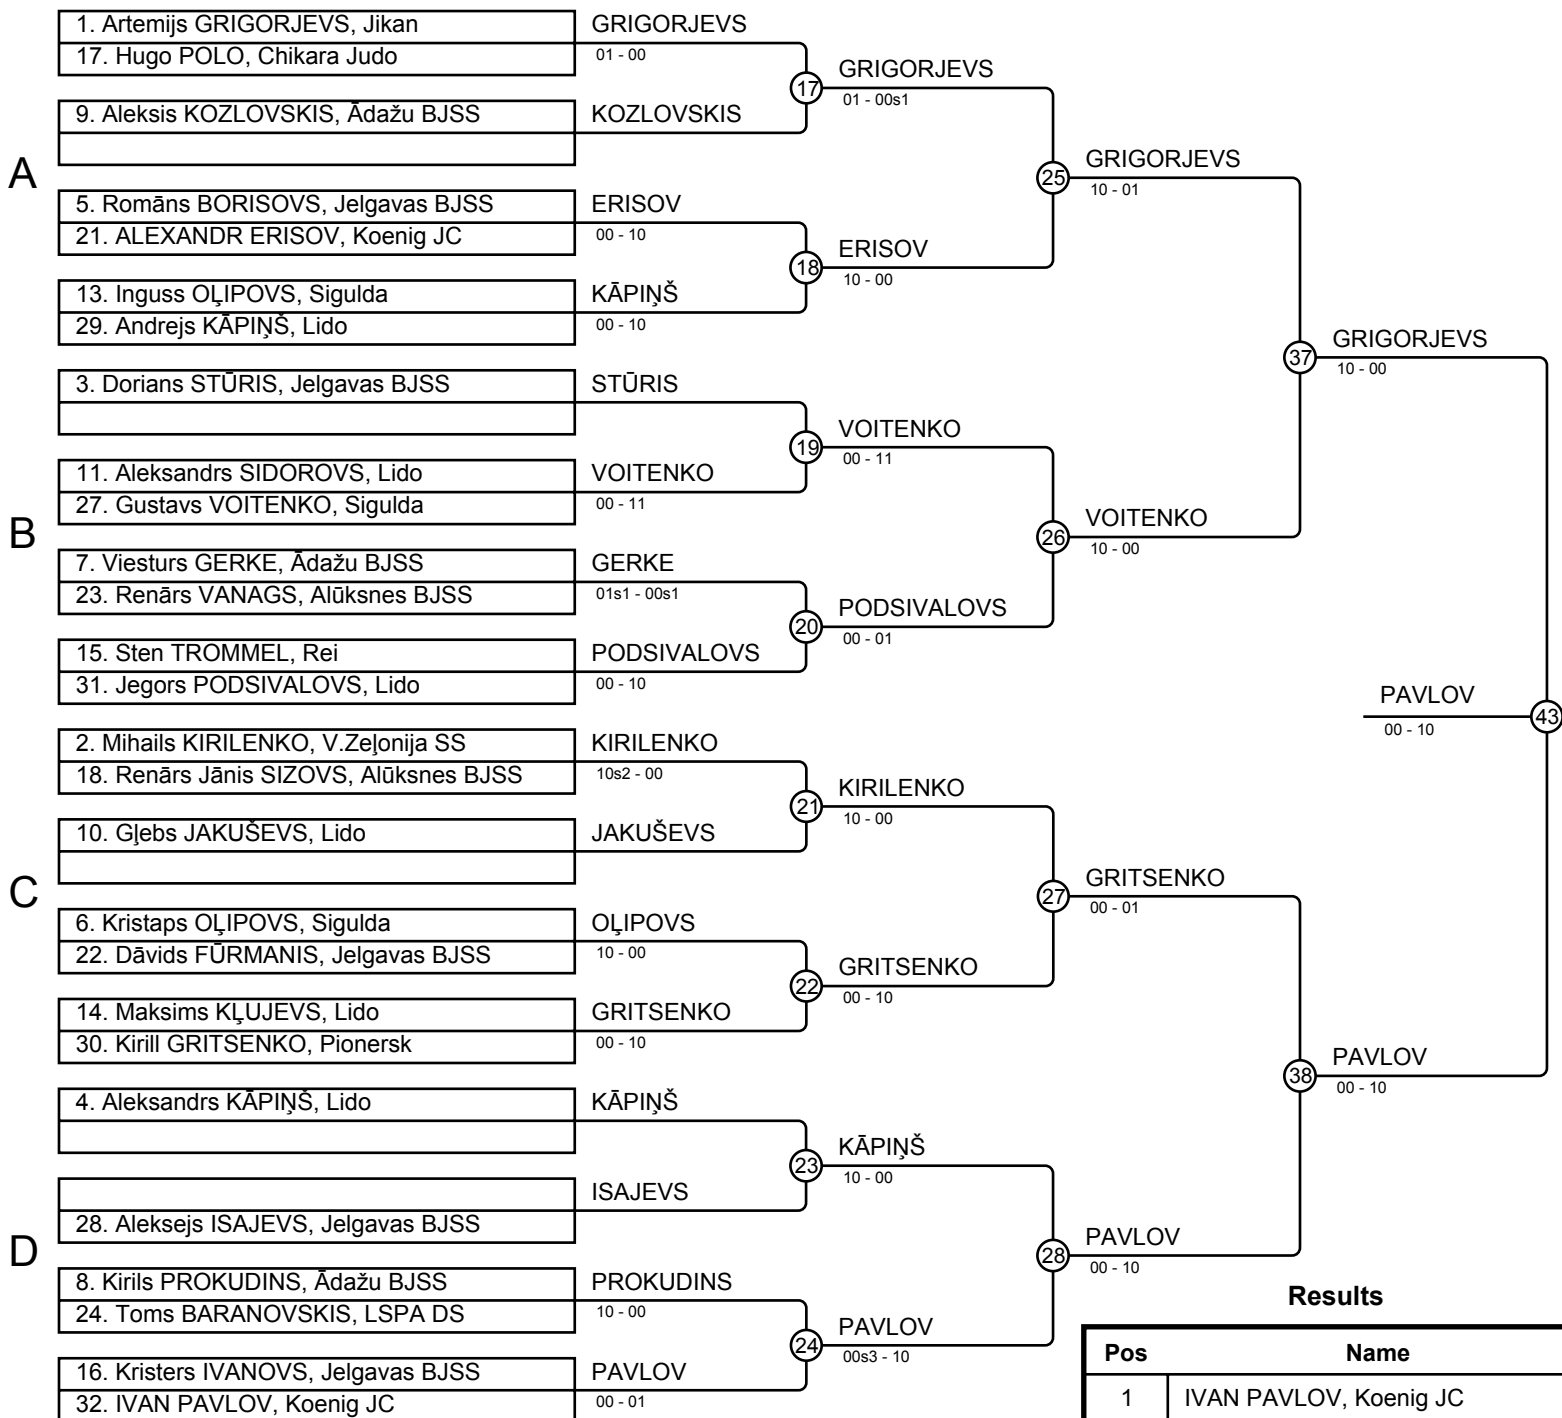 1. Artemijs GRIGORJEVS, Jikan
17. Hugo POLO, Chikara Judo
9. Aleksis KOZLOVSKIS, Ādažu BJSS
A
5. Romāns BORISOVS, Jelgavas BJSS
21. ALEXANDR ERISOV, Koenig JC
13. Inguss OĻIPOVS, Sigulda
29. Andrejs KĀPIŅŠ, Lido
3. Dorians STŪRIS, Jelgavas BJSS
11. Aleksandrs SIDOROVS, Lido
27. Gustavs VOITENKO, Sigulda
B
7. Viesturs GERKE, Ādažu BJSS
23. Renārs VANAGS, Alūksnes BJSS
15. Sten TROMMEL, Rei
31. Jegors PODSIVALOVS, Lido
2. Mihails KIRILENKO, V.Zeļonija SS
18. Renārs Jānis SIZOVS, Alūksnes BJSS
10. Gļebs JAKUŠEVS, Lido
C
6. Kristaps OĻIPOVS, Sigulda
22. Dāvids FŪRMANIS, Jelgavas BJSS
14. Maksims KĻUJEVS, Lido
30. Kirill GRITSENKO, Pionersk
4. Aleksandrs KĀPIŅŠ, Lido
28. Aleksejs ISAJEVS, Jelgavas BJSS
D
8. Kirils PROKUDINS, Ādažu BJSS
24. Toms BARANOVSKIS, LSPA DS
16. Kristers IVANOVS, Jelgavas BJSS
32. IVAN PAVLOV, Koenig JC
GRIGORJEVS
01 - 00
KOZLOVSKIS
ERISOV
00 - 10
KĀPIŅŠ
00 - 10
STŪRIS
VOITENKO
00 - 11
GERKE
01s1 - 00s1
PODSIVALOVS
00 - 10
KIRILENKO
10s2 - 00
JAKUŠEVS
OĻIPOVS
10 - 00
GRITSENKO
00 - 10
KĀPIŅŠ
ISAJEVS
PROKUDINS
10 - 00
PAVLOV
00 - 01
17
GRIGORJEVS
01 - 00s1
18
ERISOV
10 - 00
19
VOITENKO
00 - 11
20
PODSIVALOVS
00 - 01
21
KIRILENKO
10 - 00
22
GRITSENKO
00 - 10
23
KĀPIŅŠ
10 - 00
24
PAVLOV
00s3 - 10
25
GRIGORJEVS
10 - 01
26
VOITENKO
10 - 00
27
GRITSENKO
00 - 01
28
PAVLOV
00 - 10
37
GRIGORJEVS
10 - 00
38
PAVLOV
00 - 10
PAVLOV
00 - 10
43
Results
Pos Name
1 IVAN PAVLOV, Koenig JC